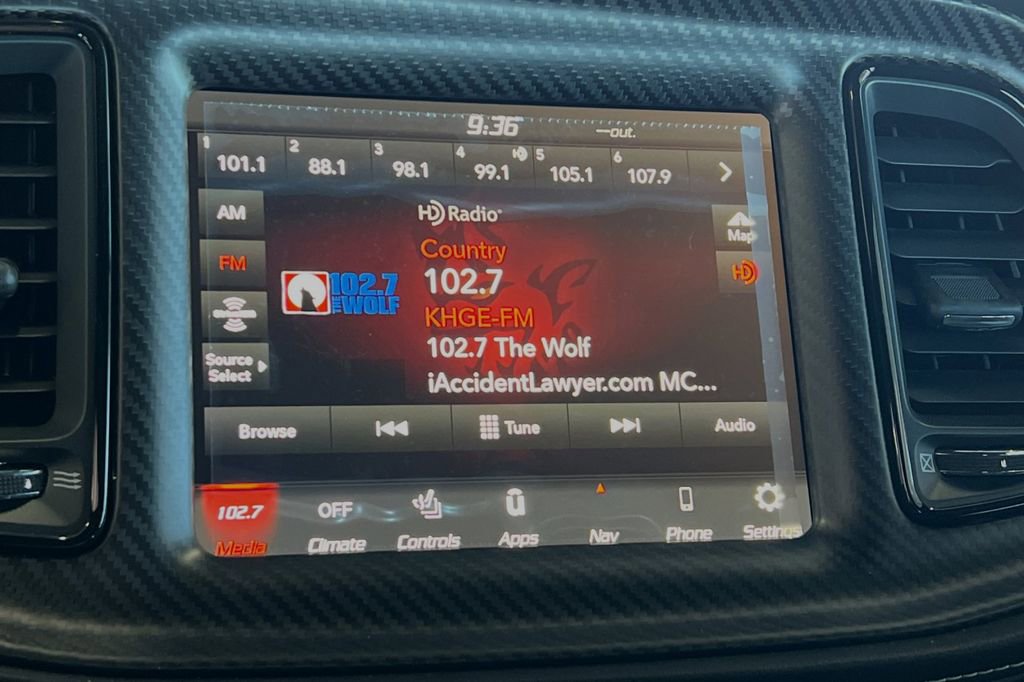 9:36 --out.
1 101.1 2 88.1 3 98.1 4 99.1 5 105.1 6 107.9
AM
HD Radio
Map
Country
FM
HD
102.7
102.7
THE WOLF
KHGE-FM
102.7 The Wolf
Source
Select
iAccidentLawyer.com MC...
Browse Tune Audio
102.7 OFF
Media Climate Controls Apps Nav Phone Settings